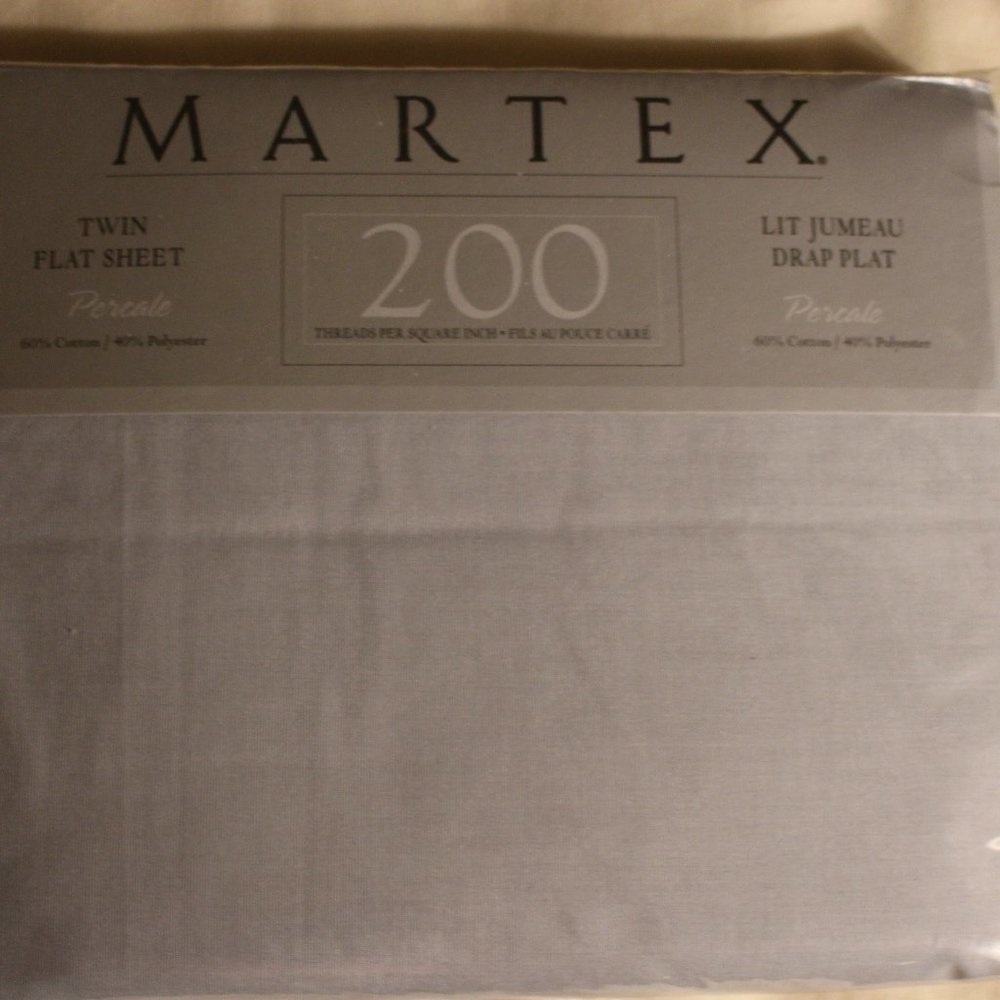 MARTEX.
TWIN
FLAT SHEET
Percale
60% Cotton / 40% Polyester
200
THREADS PER SQUARE INCH • FILS AU POUCE CARRÉ
LIT JUMEAU
DRAP PLAT
Percale
60% Cotton / 40% Polyester